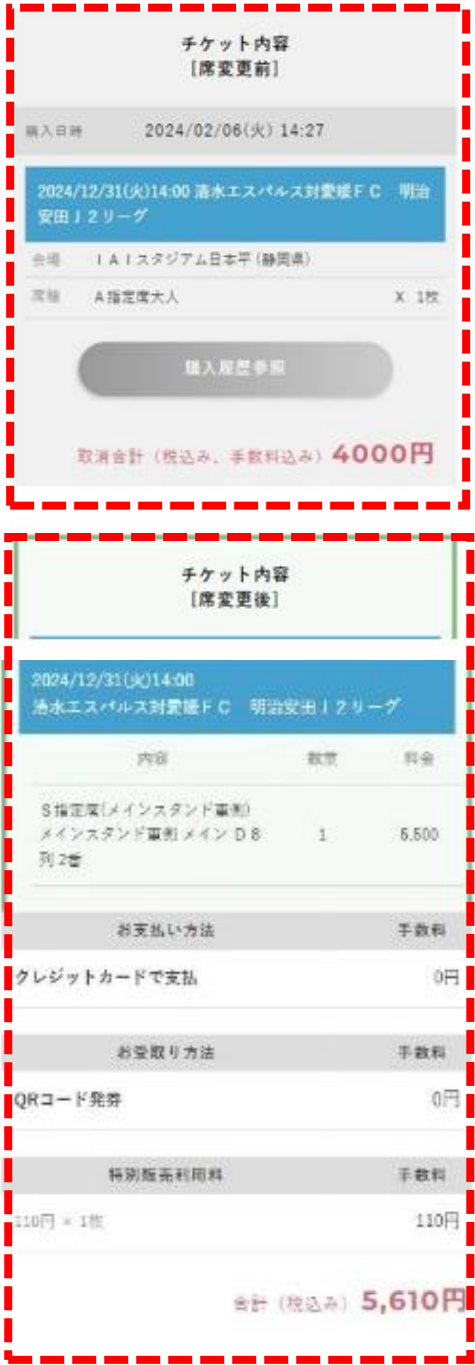 チケット内容
[席変更前]
購入日時 2024/02/06(火) 14:27
2024/12/31(火)14:00 清水エスパルス対愛媛ＦＣ 明治
安田Ｊ２リーグ
会場 ＩＡＩスタジアム日本平(静岡県)
席種 Ａ指定席大人 X 1枚
購入履歴参照
取消合計（税込み、手数料込み）4000円
チケット内容
[席変更後]
2024/12/31(火)14:00
清水エスパルス対愛媛ＦＣ 明治安田Ｊ２リーグ
内容 数量 料金
Ｓ指定席(メインスタンド東側)
メインスタンド東側 メイン Ｄ 8 1 5,500
列 2番
お支払い方法 手数料
クレジットカードで支払 0円
お受取り方法 手数料
QRコード発券 0円
特別販売利用料 手数料
110円 × 1枚 110円
合計（税込み）5,610円